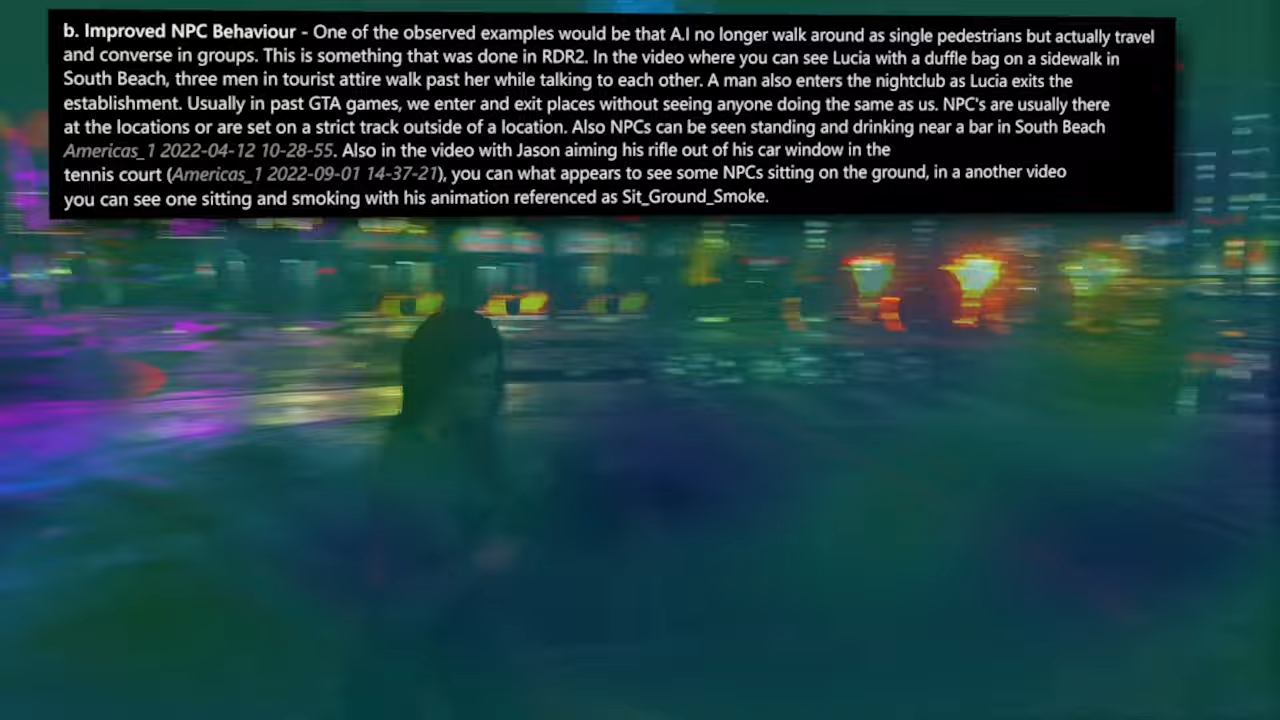 b. Improved NPC Behaviour - One of the observed examples would be that A.I no longer walk around as single pedestrians but actually travel
and converse in groups. This is something that was done in RDR2. In the video where you can see Lucia with a duffle bag on a sidewalk in
South Beach, three men in tourist attire walk past her while talking to each other. A man also enters the nightclub as Lucia exits the
establishment. Usually in past GTA games, we enter and exit places without seeing anyone doing the same as us. NPC's are usually there
at the locations or are set on a strict track outside of a location. Also NPCs can be seen standing and drinking near a bar in South Beach
Americas_1 2022-04-12 10-28-55. Also in the video with Jason aiming his rifle out of his car window in the
tennis court (Americas_1 2022-09-01 14-37-21), you can what appears to see some NPCs sitting on the ground, in a another video
you can see one sitting and smoking with his animation referenced as Sit_Ground_Smoke.